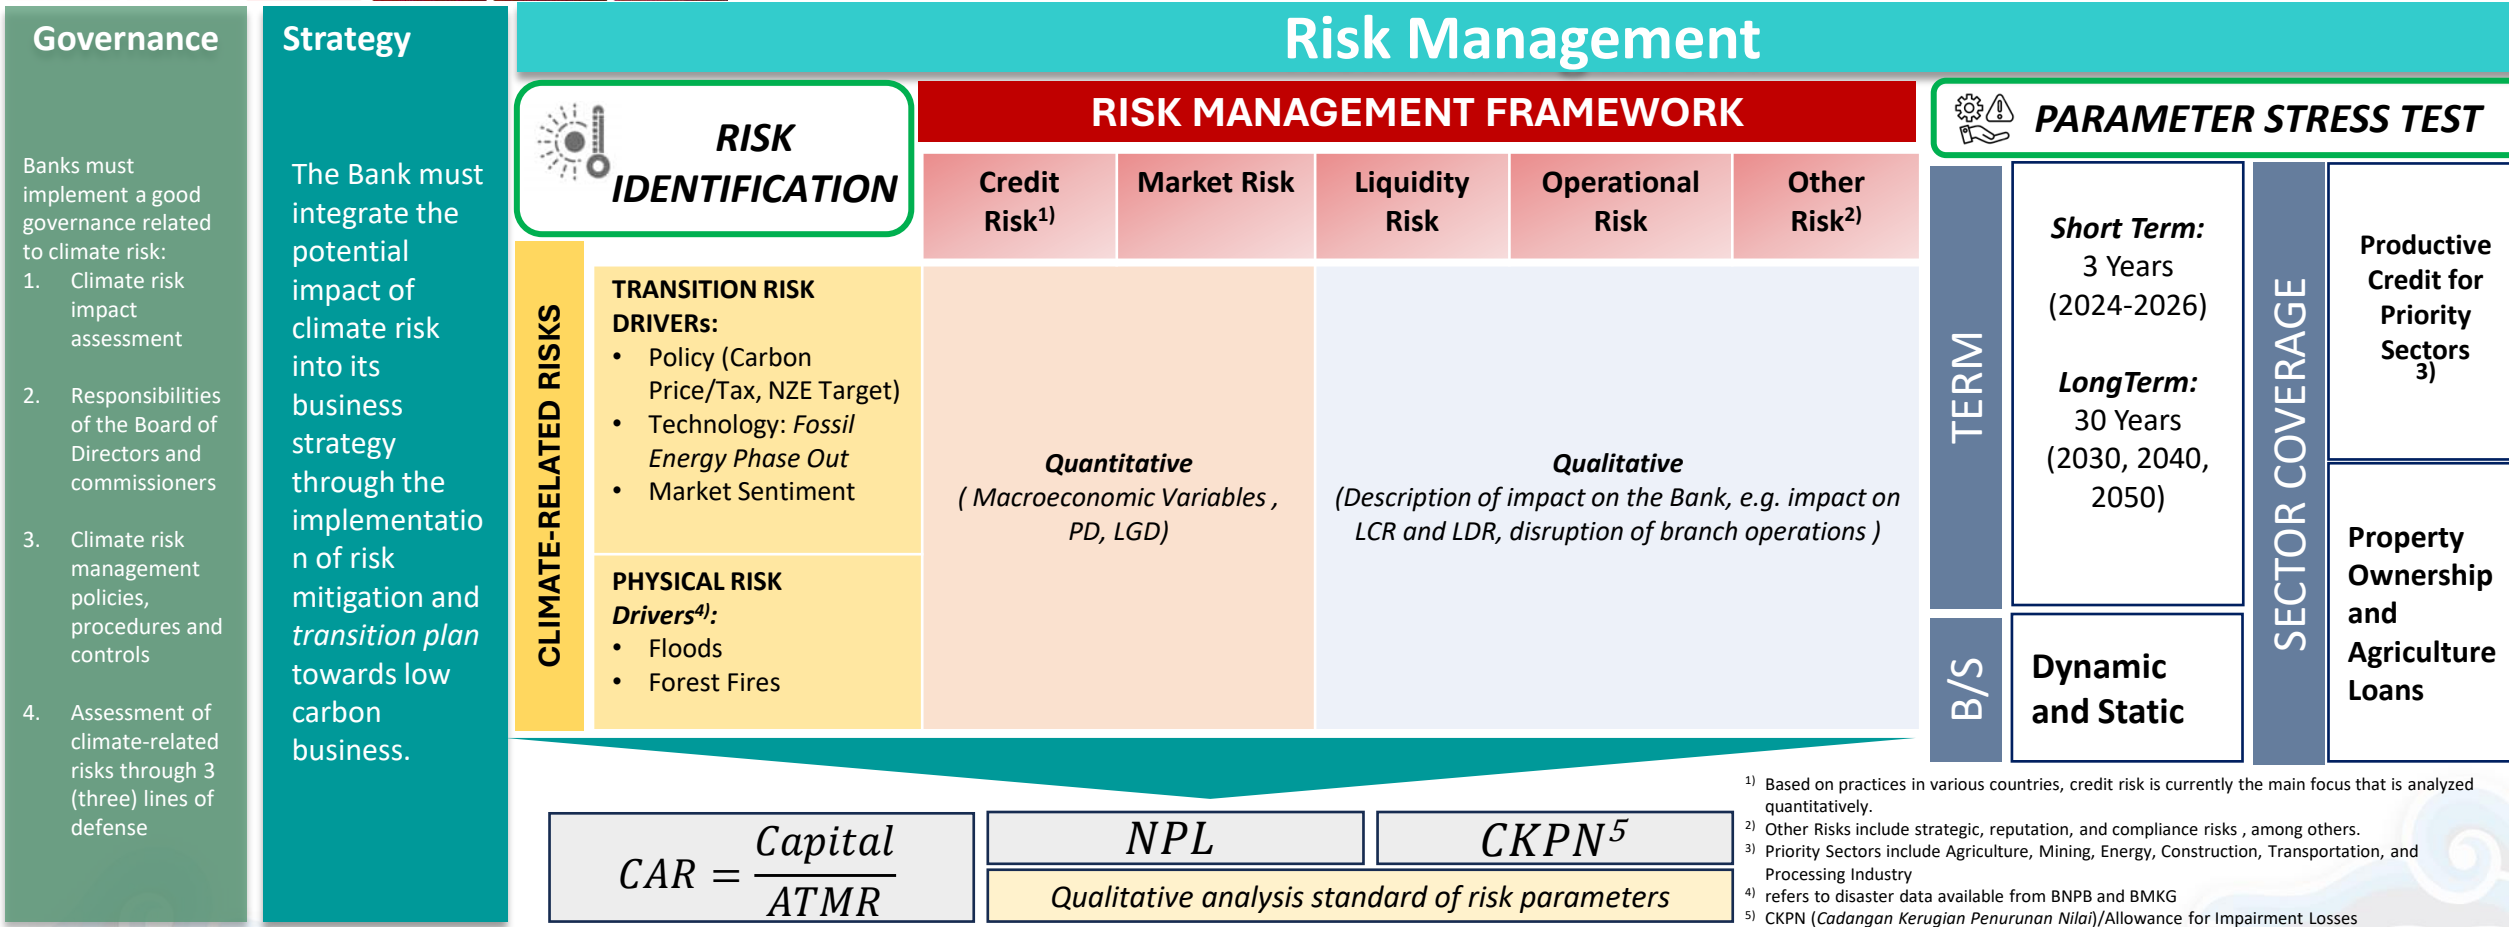 Governance
Banks must
implement a good
governance related
to climate risk:
1. Climate risk
impact
assessment
2. Responsibilities
of the Board of
Directors and
commissioners
3. Climate risk
management
policies,
procedures and
controls
4. Assessment of
climate-related
risks through 3
(three) lines of
defense
Strategy
The Bank must
integrate the
potential
impact of
climate risk
into its
business
strategy
through the
implementatio
n of risk
mitigation and
transition plan
towards low
carbon
business.
Risk Management
RISK
IDENTIFICATION
RISK MANAGEMENT FRAMEWORK
Credit
Risk1)
Market Risk
Liquidity
Risk
Operational
Risk
Other
Risk2)
CLIMATE-RELATED RISKS
TRANSITION RISK
DRIVERs:
• Policy (Carbon
Price/Tax, NZE Target)
• Technology: Fossil
Energy Phase Out
• Market Sentiment
PHYSICAL RISK
Drivers4):
• Floods
• Forest Fires
Quantitative
( Macroeconomic Variables ,
PD, LGD)
Qualitative
(Description of impact on the Bank, e.g. impact on
LCR and LDR, disruption of branch operations )
PARAMETER STRESS TEST
TERM
Short Term:
3 Years
(2024-2026)
LongTerm:
30 Years
(2030, 2040,
2050)
B/S
Dynamic
and Static
SECTOR COVERAGE
Productive
Credit for
Priority
Sectors
3)
Property
Ownership
and
Agriculture
Loans
CAR = Capital / ATMR
NPL
CKPN5
Qualitative analysis standard of risk parameters
1) Based on practices in various countries, credit risk is currently the main focus that is analyzed
quantitatively.
2) Other Risks include strategic, reputation, and compliance risks , among others.
3) Priority Sectors include Agriculture, Mining, Energy, Construction, Transportation, and
Processing Industry
4) refers to disaster data available from BNPB and BMKG
5) CKPN (Cadangan Kerugian Penurunan Nilai)/Allowance for Impairment Losses